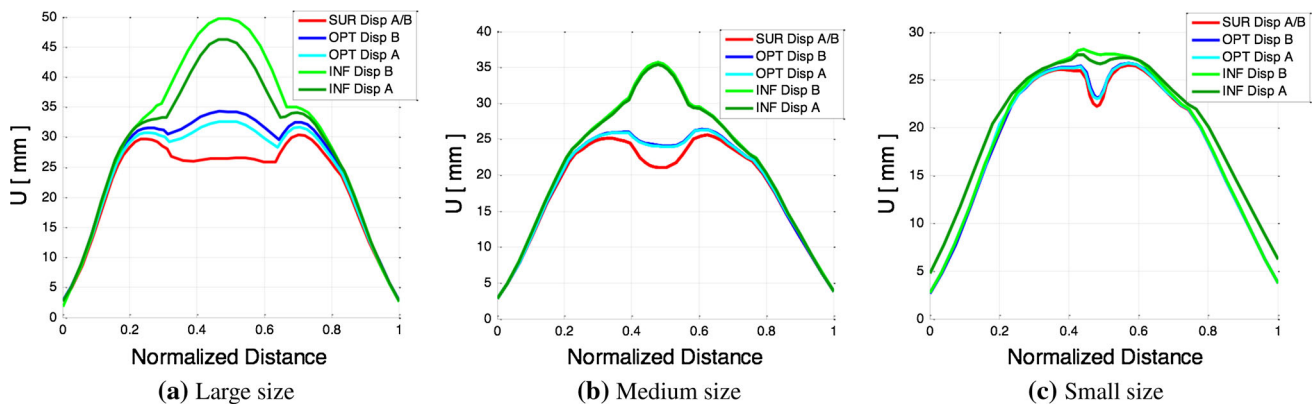 50
45
40
35
30
25
20
15
10
5
0
U [ mm ]
0 0.2 0.4 0.6 0.8 1
Normalized Distance
SUR Disp A/B
OPT Disp B
OPT Disp A
INF Disp B
INF Disp A
(a) Large size
40
35
30
25
20
15
10
5
0
U [ mm ]
0 0.2 0.4 0.6 0.8 1
Normalized Distance
SUR Disp A/B
OPT Disp B
OPT Disp A
INF Disp B
INF Disp A
(b) Medium size
30
25
20
15
10
5
0
U [ mm ]
0 0.2 0.4 0.6 0.8 1
Normalized Distance
SUR Disp A/B
OPT Disp B
OPT Disp A
INF Disp B
INF Disp A
(c) Small size